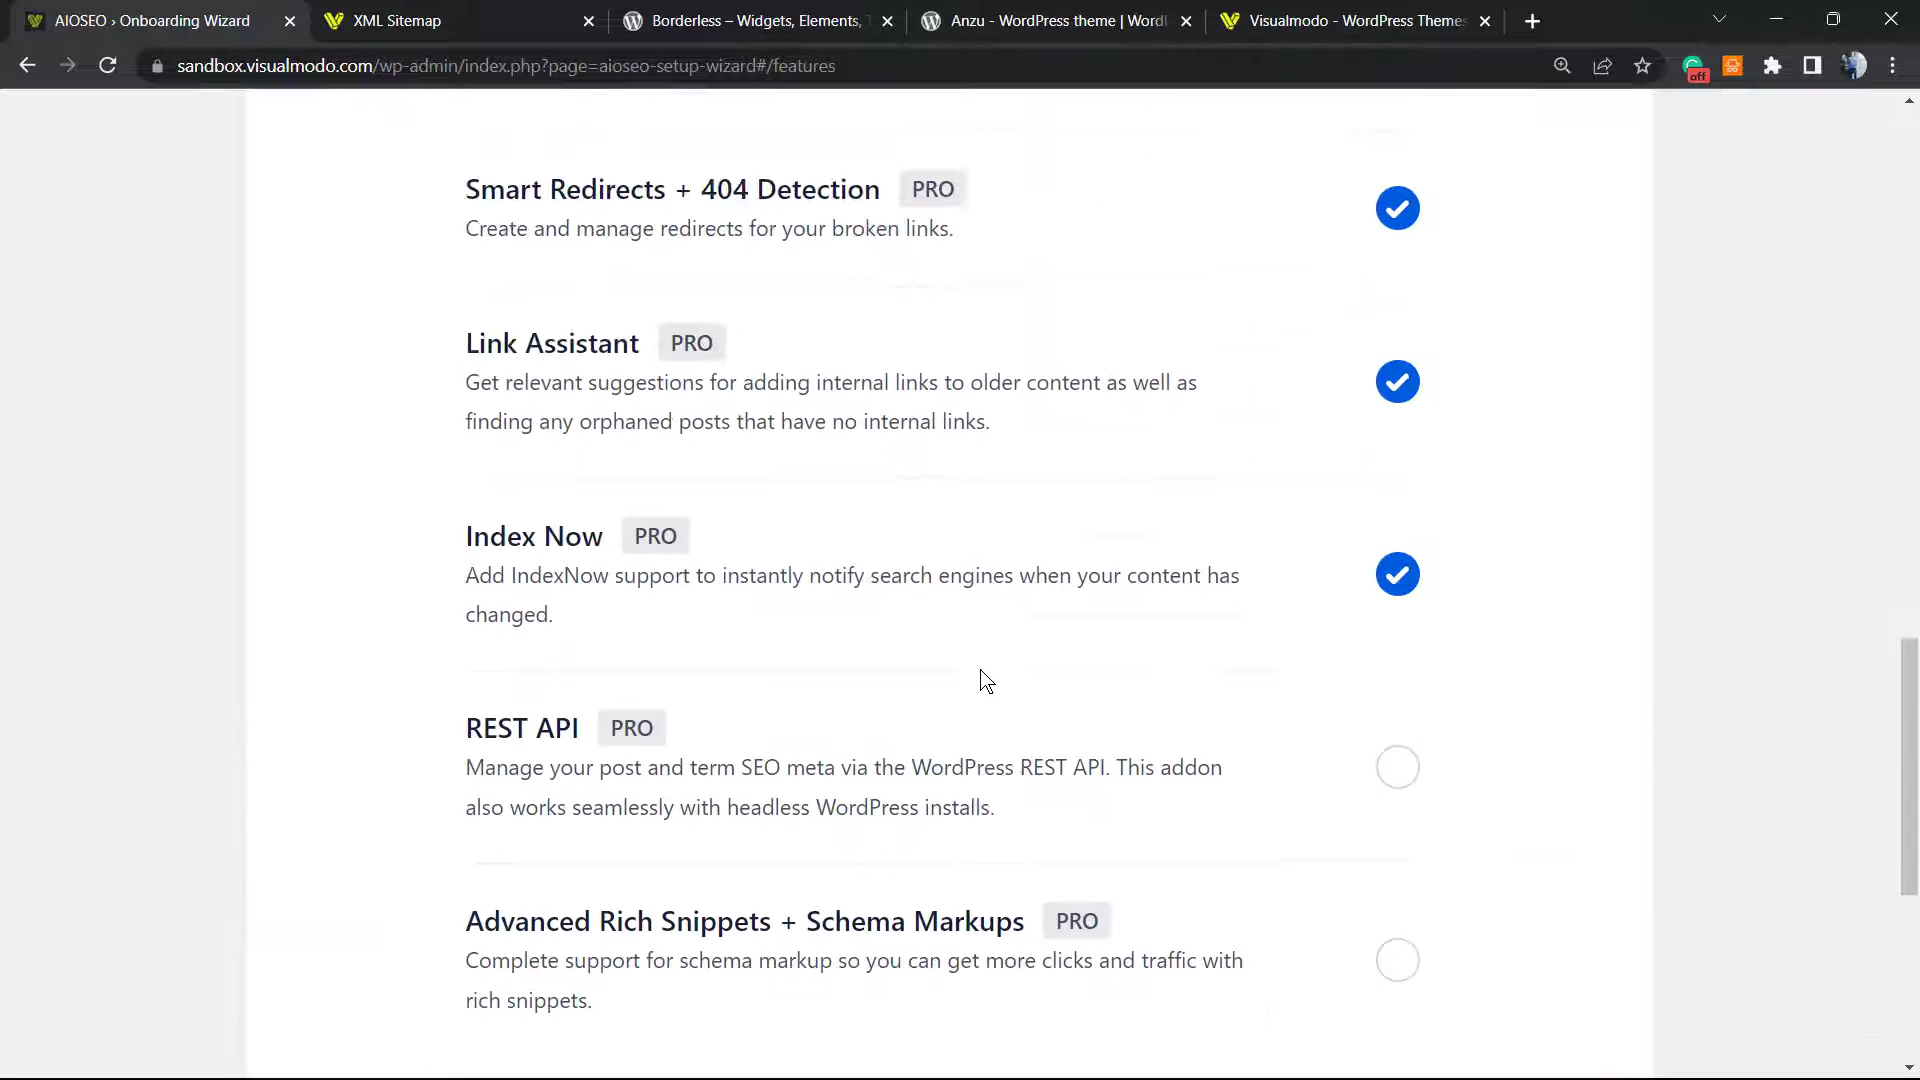 AIOSEO › Onboarding Wizard
XML Sitemap
Borderless – Widgets, Elements,
Anzu - WordPress theme | Word
Visualmodo - WordPress Themes
sandbox.visualmodo.com/wp-admin/index.php?page=aioseo-setup-wizard#/features
off
Smart Redirects + 404 Detection PRO
Create and manage redirects for your broken links.
Link Assistant PRO
Get relevant suggestions for adding internal links to older content as well as
finding any orphaned posts that have no internal links.
Index Now PRO
Add IndexNow support to instantly notify search engines when your content has
changed.
REST API PRO
Manage your post and term SEO meta via the WordPress REST API. This addon
also works seamlessly with headless WordPress installs.
Advanced Rich Snippets + Schema Markups PRO
Complete support for schema markup so you can get more clicks and traffic with
rich snippets.